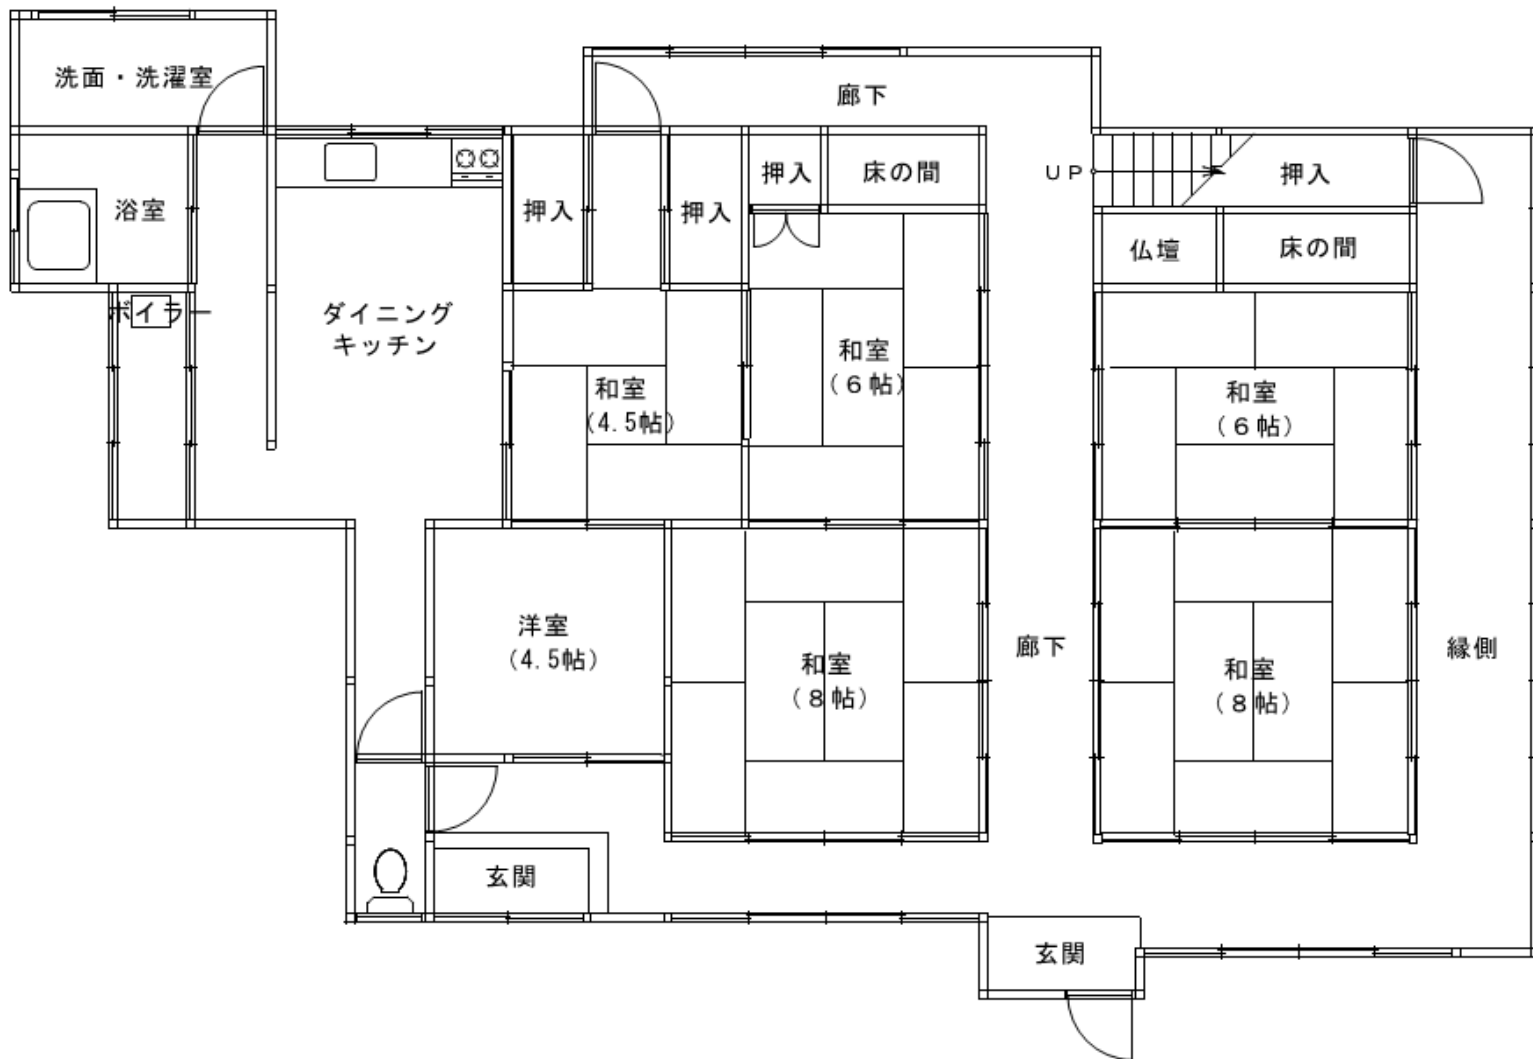 洗面・洗濯室
廊下
浴室
押入
押入
押入
床の間
UP
押入
仏壇
床の間
ボイラー
ダイニング
キッチン
和室
(4.5帖)
和室
(6帖)
和室
(6帖)
洋室
(4.5帖)
和室
(8帖)
廊下
和室
(8帖)
縁側
玄関
玄関